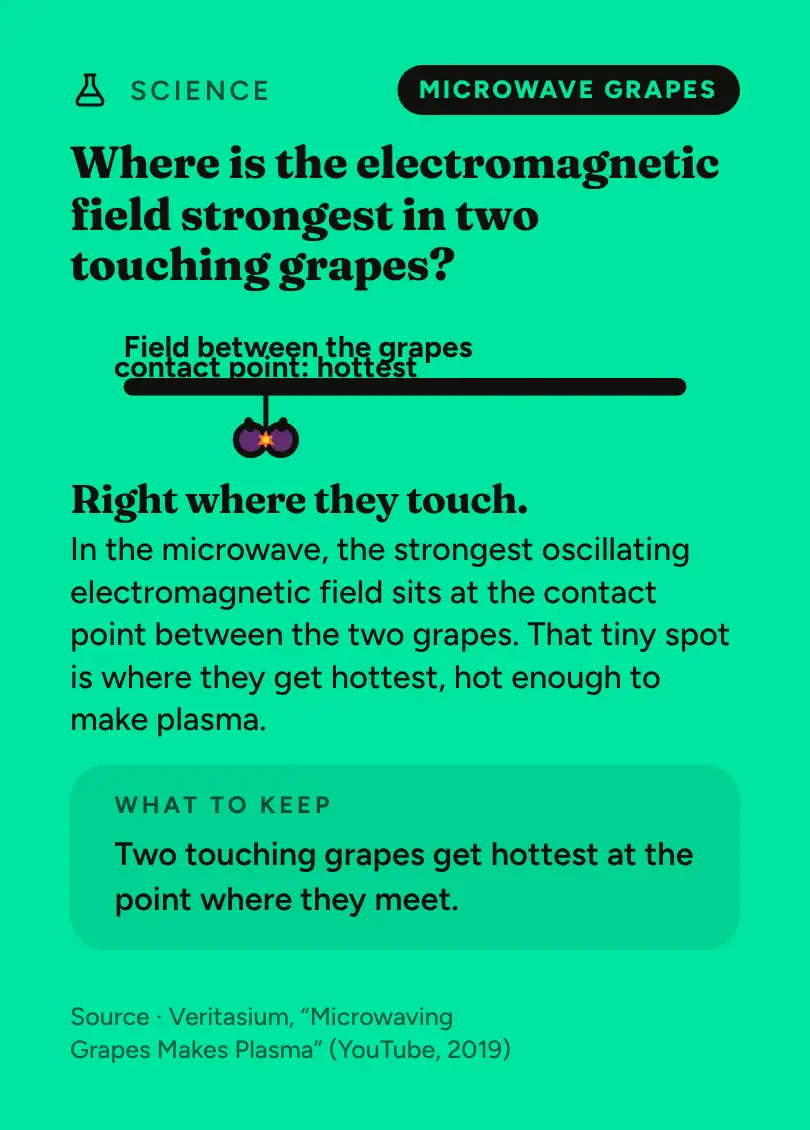 SCIENCE
MICROWAVE GRAPES
Where is the electromagnetic
field strongest in two
touching grapes?
Field between the grapes
contact point: hottest
Right where they touch.
In the microwave, the strongest oscillating
electromagnetic field sits at the contact
point between the two grapes. That tiny spot
is where they get hottest, hot enough to
make plasma.
WHAT TO KEEP
Two touching grapes get hottest at the
point where they meet.
Source · Veritasium, “Microwaving
Grapes Makes Plasma” (YouTube, 2019)